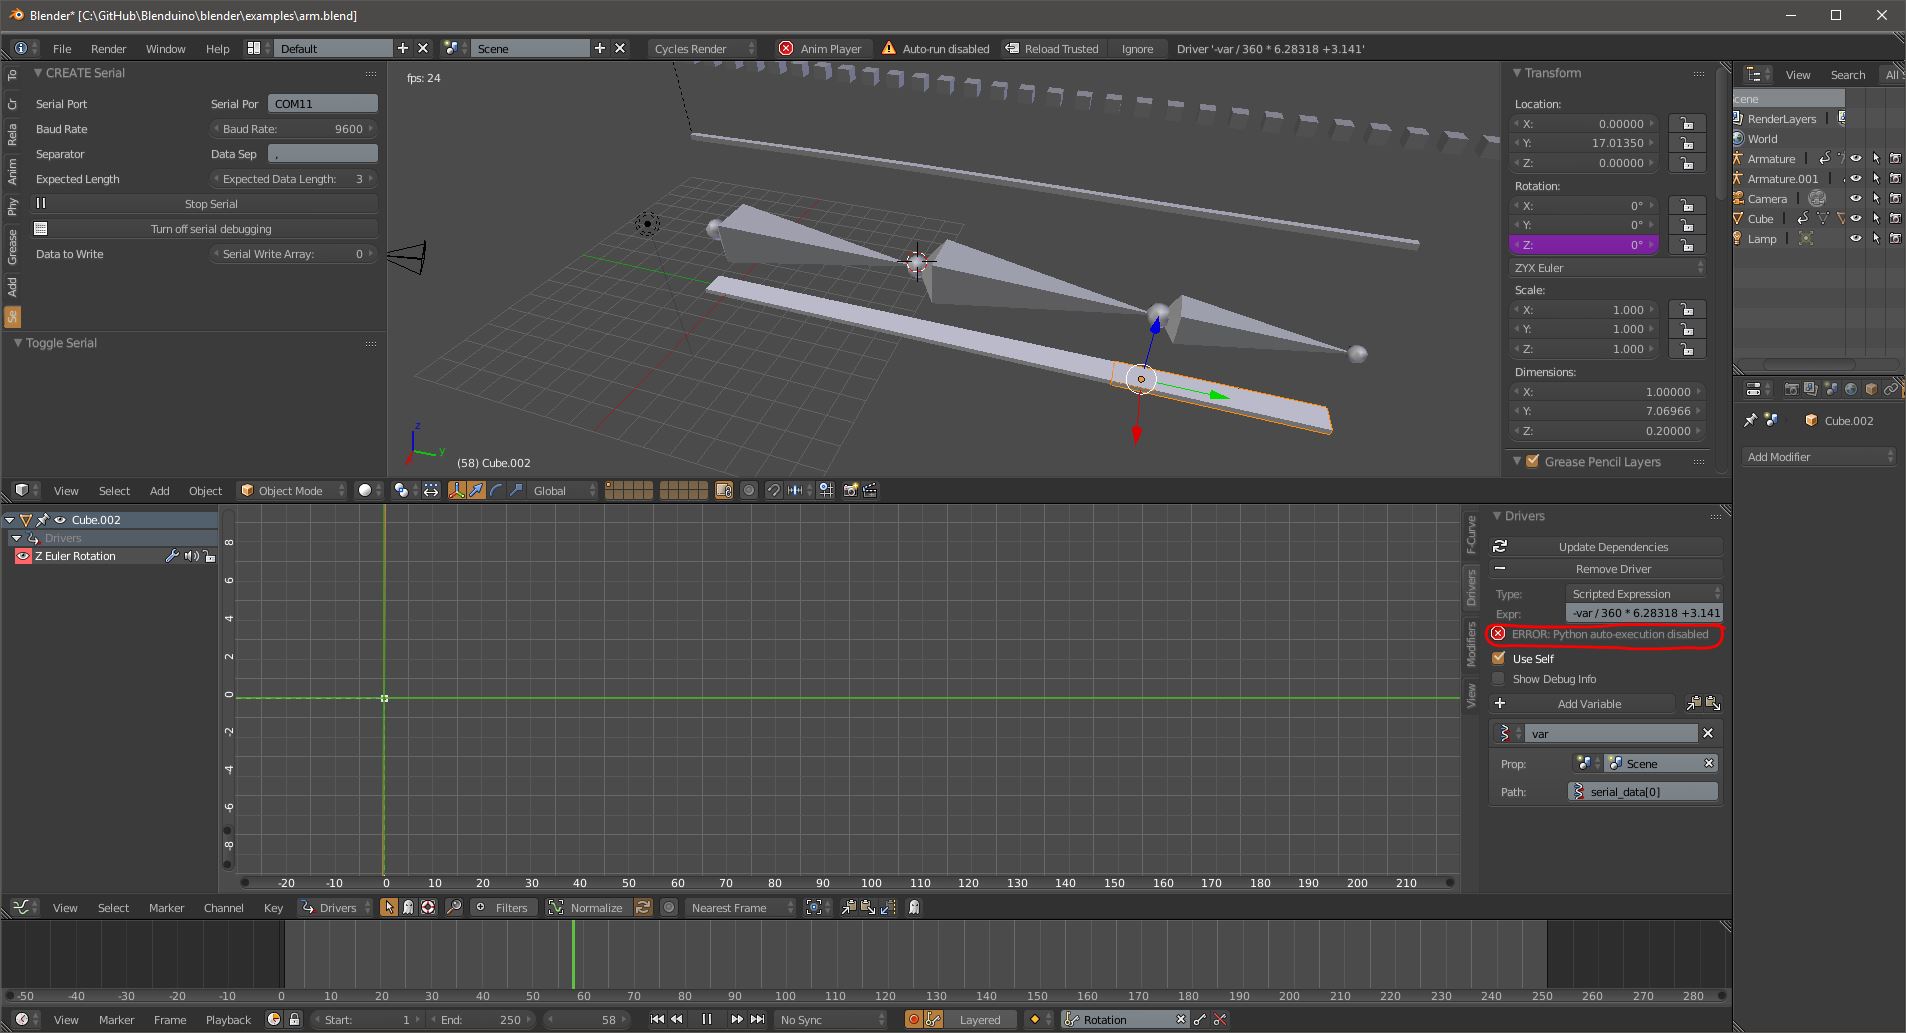 Blender* [C:\GitHub\Blenduino\blender\examples\arm.blend]
File Render Window Help Default Scene Cycles Render Anim Player Auto-run disabled Reload Trusted Ignore Driver '-var / 360 * 6.28318 +3.141'
To
Cr
Rela
Anim
Phy
Grease
Add
Se
CREATE Serial
Serial Port Serial Por COM11
Baud Rate Baud Rate: 9600
Separator Data Sep ,
Expected Length Expected Data Length: 3
Stop Serial
Turn off serial debugging
Data to Write Serial Write Array: 0
Toggle Serial
fps: 24
z
y
(58) Cube.002
Transform
Location:
X: 0.00000
Y: 17.01350
Z: 0.00000
Rotation:
X: 0°
Y: 0°
Z: 0°
ZYX Euler
Scale:
X: 1.000
Y: 1.000
Z: 1.000
Dimensions:
X: 1.00000
Y: 7.06966
Z: 0.20000
Grease Pencil Layers
View Search All
cene
RenderLayers
World
Armature
Armature.001
Camera
Cube
Lamp
Cube.002
Add Modifier
View Select Add Object Object Mode Global
Cube.002
Drivers
Z Euler Rotation
8
6
4
2
0
-2
-4
-6
-8
-20 -10 0 10 20 30 40 50 60 70 80 90 100 110 120 130 140 150 160 170 180 190 200 210
F-Curve
Drivers
Modifiers
View
Drivers
Update Dependencies
Remove Driver
Type: Scripted Expression
Expr: -var / 360 * 6.28318 +3.141
ERROR: Python auto-execution disabled
Use Self
Show Debug Info
Add Variable
var
Prop: Scene
Path: serial_data[0]
View Select Marker Channel Key Drivers Filters Normalize Nearest Frame
-50 -40 -30 -20 -10 0 10 20 30 40 50 60 70 80 90 100 110 120 130 140 150 160 170 180 190 200 210 220 230 240 250 260 270 280
View Marker Frame Playback Start: 1 End: 250 58 No Sync Layered Rotation